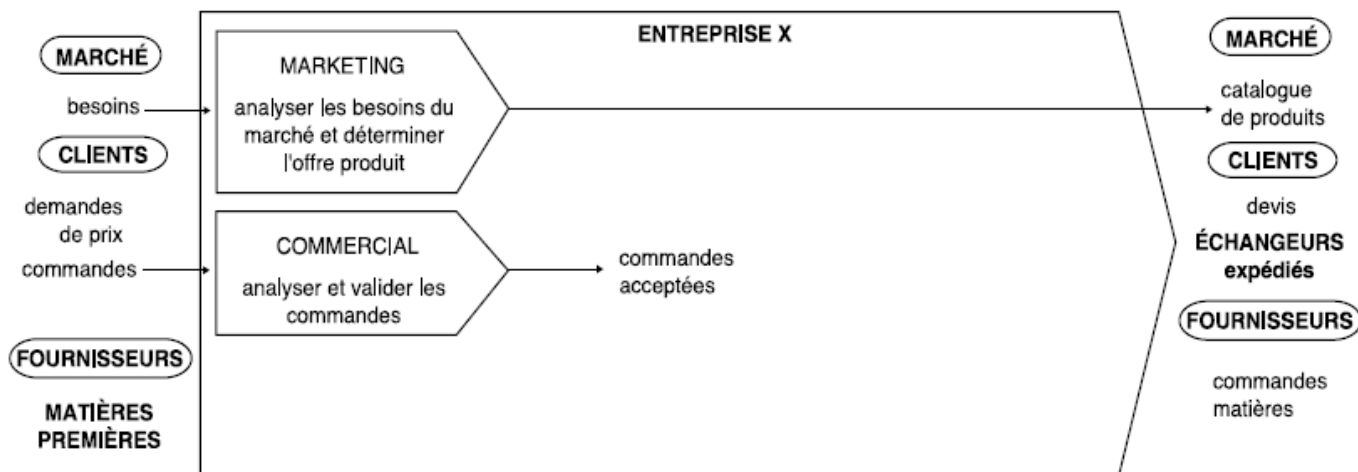 ENTREPRISE X
MARCHÉ
besoins
CLIENTS
demandes
de prix
commandes
FOURNISSEURS
MATIÈRES
PREMIÈRES
MARKETING
analyser les besoins du
marché et déterminer
l'offre produit
COMMERCIAL
analyser et valider les
commandes
commandes
acceptées
MARCHÉ
catalogue
de produits
CLIENTS
devis
ÉCHANGEURS
expédiés
FOURNISSEURS
commandes
matières